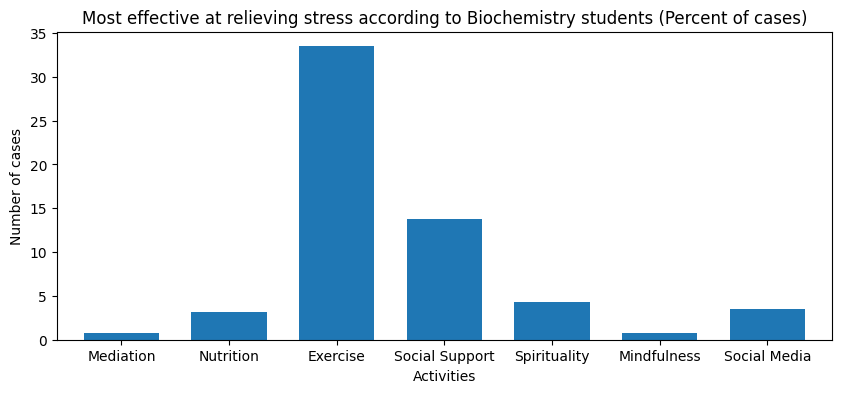 Most effective at relieving stress according to Biochemistry students (Percent of cases)
35
30
25
20
15
10
5
0
Number of cases
Mediation Nutrition Exercise Social Support Spirituality Mindfulness Social Media
Activities